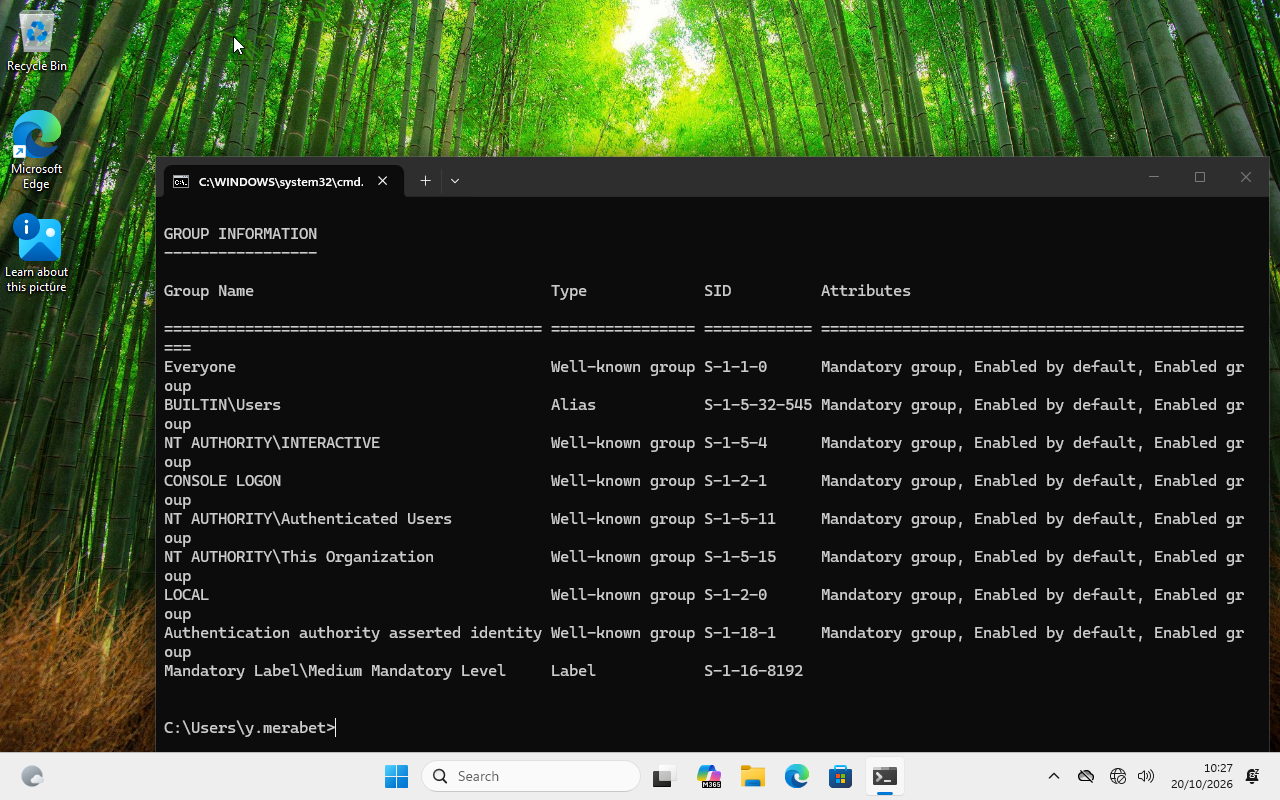 Recycle Bin
Microsoft
Edge
Learn about
this picture
C:\WINDOWS\system32\cmd.
GROUP INFORMATION
-----------------
Group Name Type SID Attributes
========================================== ================ ============ ===============================================
===
Everyone Well-known group S-1-1-0 Mandatory group, Enabled by default, Enabled gr
oup
BUILTIN\Users Alias S-1-5-32-545 Mandatory group, Enabled by default, Enabled gr
oup
NT AUTHORITY\INTERACTIVE Well-known group S-1-5-4 Mandatory group, Enabled by default, Enabled gr
oup
CONSOLE LOGON Well-known group S-1-2-1 Mandatory group, Enabled by default, Enabled gr
oup
NT AUTHORITY\Authenticated Users Well-known group S-1-5-11 Mandatory group, Enabled by default, Enabled gr
oup
NT AUTHORITY\This Organization Well-known group S-1-5-15 Mandatory group, Enabled by default, Enabled gr
oup
LOCAL Well-known group S-1-2-0 Mandatory group, Enabled by default, Enabled gr
oup
Authentication authority asserted identity Well-known group S-1-18-1 Mandatory group, Enabled by default, Enabled gr
oup
Mandatory Label\Medium Mandatory Level Label S-1-16-8192
C:\Users\y.merabet>
Search
M365
10:27
20/10/2026